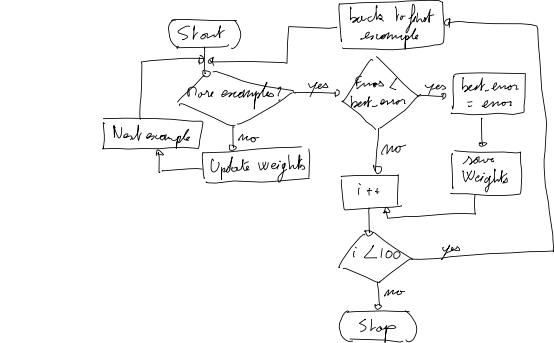 Start
back to first
example
More examples?
yes
Error <
best_error
yes
best_error
= error
Next example
no
Update Weights
no
save
Weights
i++
i < 100
yes
no
Stop